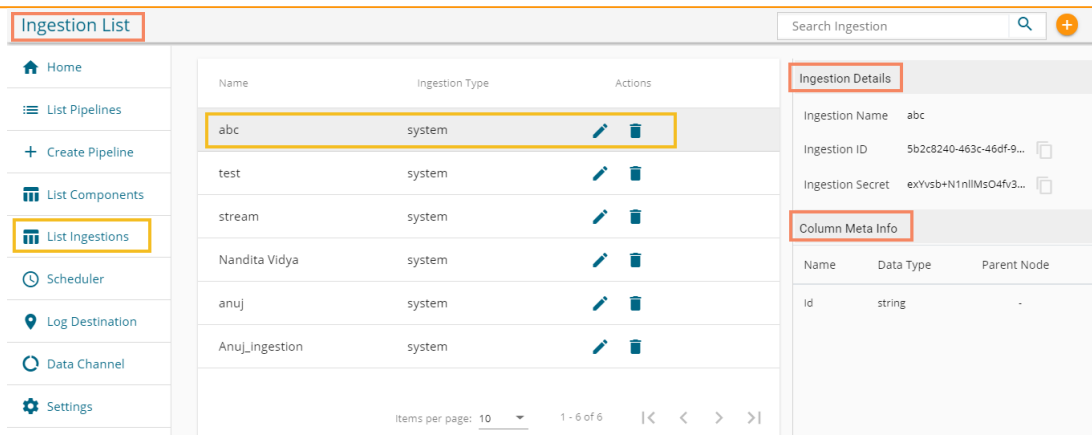 Ingestion List
Search Ingestion
Home
List Pipelines
Create Pipeline
List Components
List Ingestions
Scheduler
Log Destination
Data Channel
Settings
Name Ingestion Type Actions
abc system
test system
stream system
Nandita Vidya system
anuj system
Anuj_ingestion system
Items per page: 10 1 - 6 of 6
Ingestion Details
Ingestion Name abc
Ingestion ID 5b2c8240-463c-46df-9...
Ingestion Secret exYvsb+N1nllMsO4fv3...
Column Meta Info
Name Data Type Parent Node
Id string -